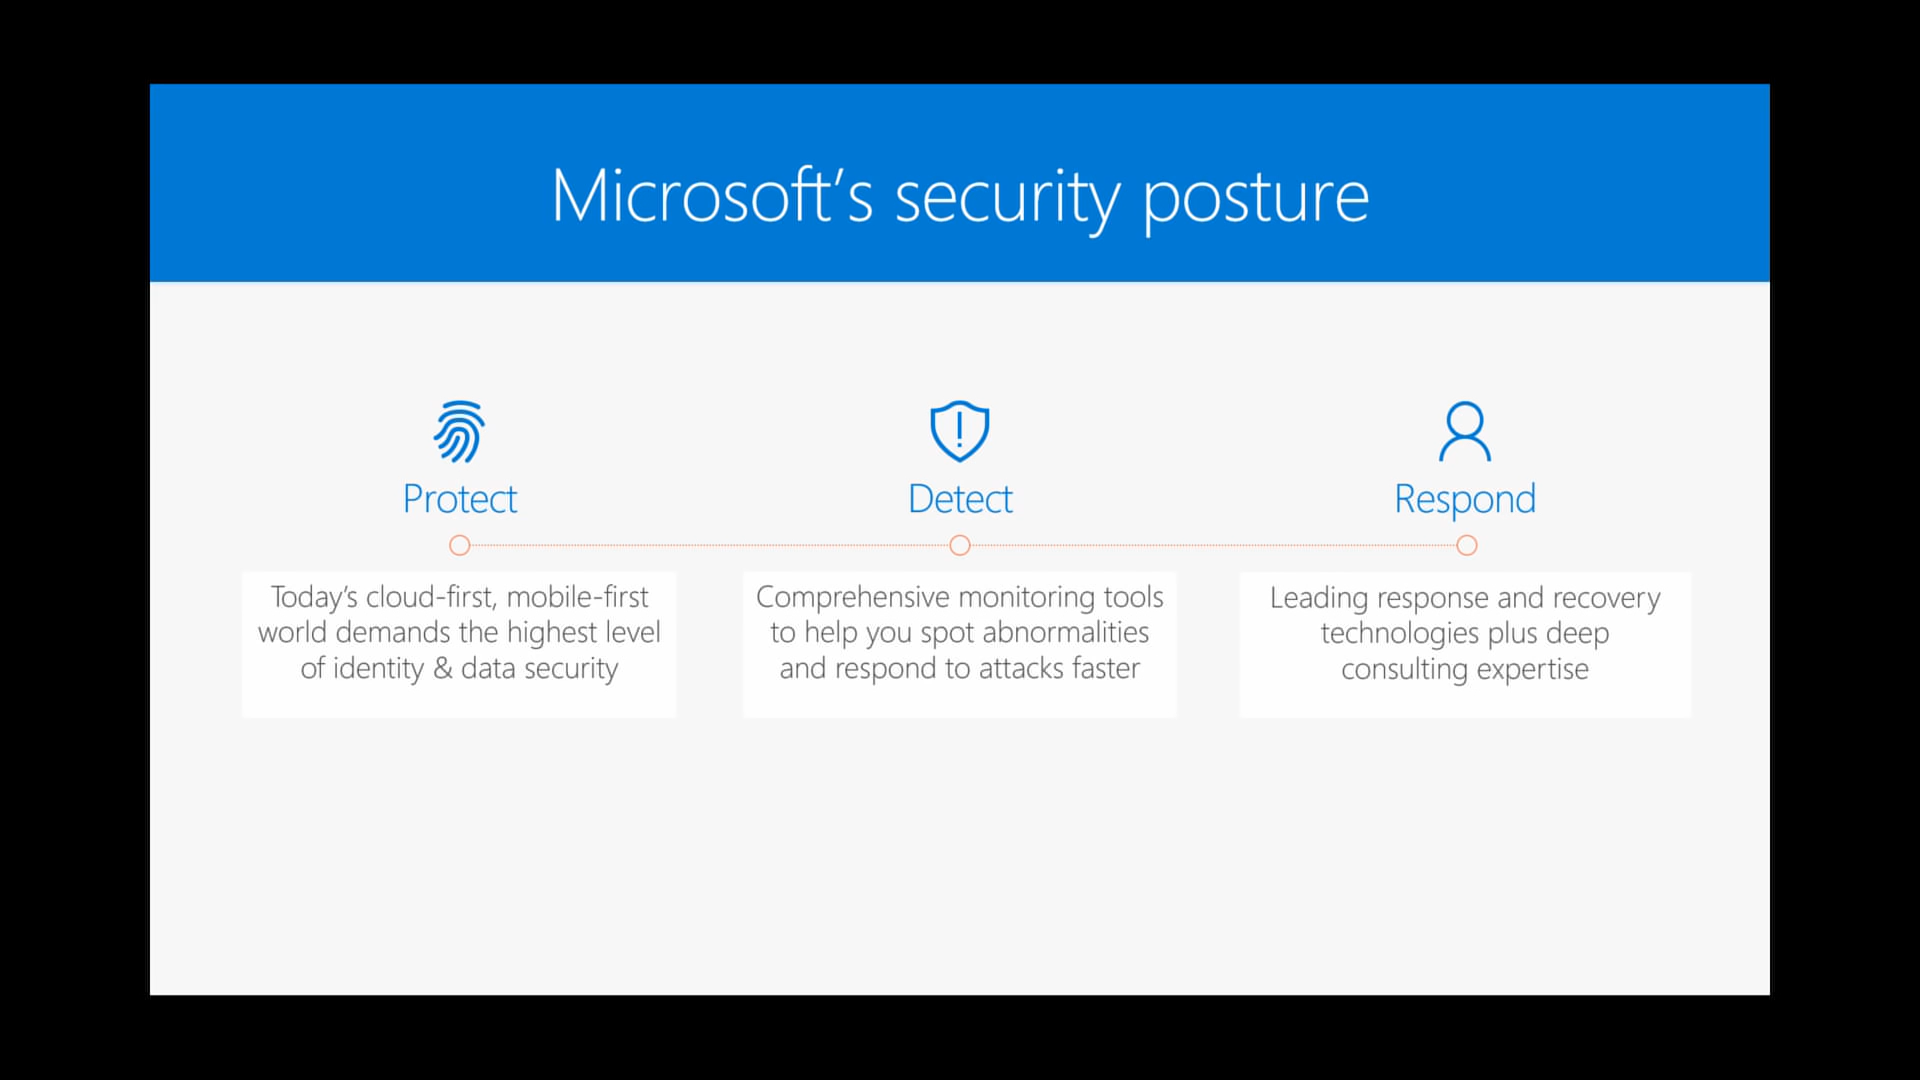 Microsoft’s security posture
Protect
Today’s cloud-first, mobile-first
world demands the highest level
of identity & data security
Detect
Comprehensive monitoring tools
to help you spot abnormalities
and respond to attacks faster
Respond
Leading response and recovery
technologies plus deep
consulting expertise